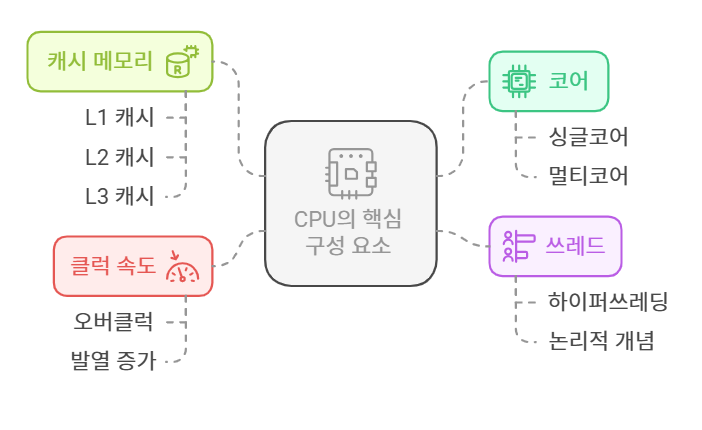 캐시 메모리
R
L1 캐시
L2 캐시
L3 캐시
클럭 속도
오버클럭
발열 증가
CPU의 핵심
구성 요소
코어
싱글코어
멀티코어
쓰레드
하이퍼쓰레딩
논리적 개념